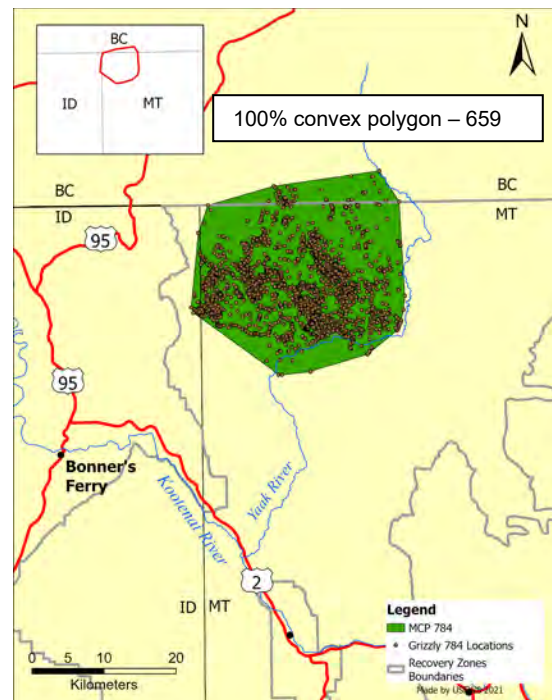 BC
ID
MT
N
100% convex polygon – 659
BC
ID
BC
MT
95
95
Bonner's
Ferry
Kootenai River
Yaak River
2
ID MT
0 5 10 20
Kilometers
Legend
MCP 784
Grizzly 784 Locations
Recovery Zones
Boundaries
2021